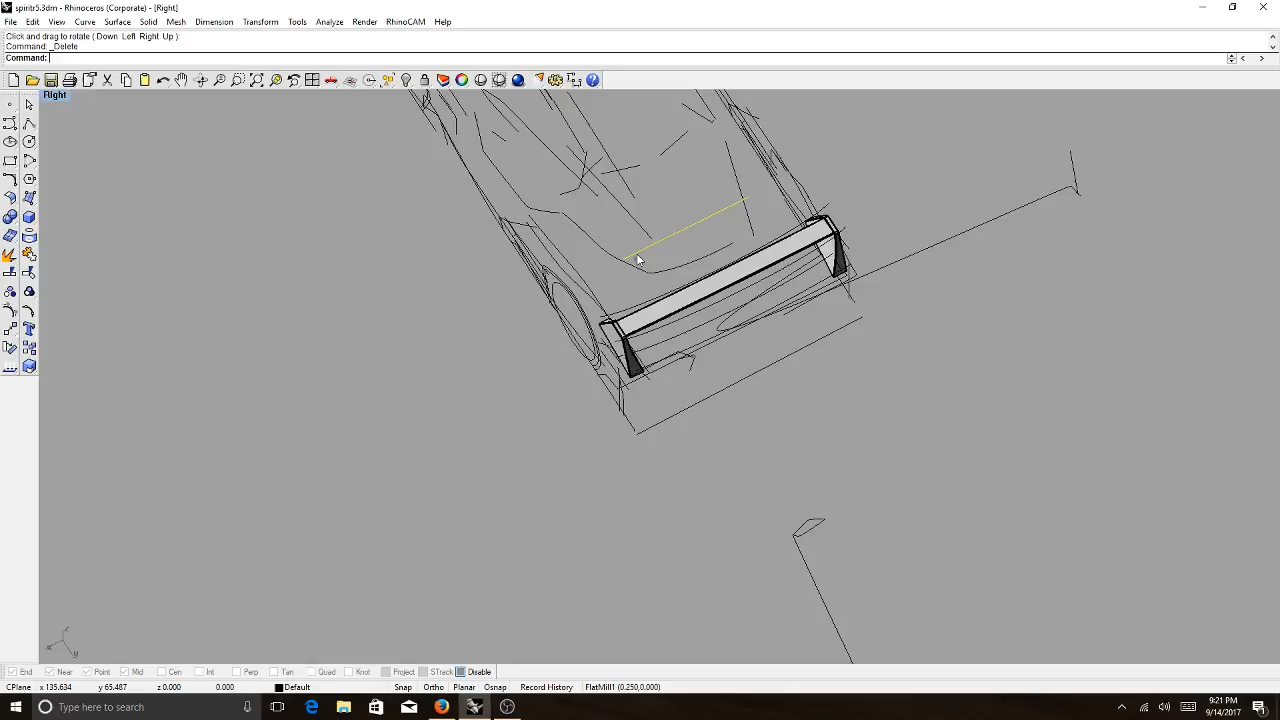 spiritr5.3dm - Rhinoceros (Corporate) - [Right]
File Edit View Curve Surface Solid Mesh Dimension Transform Tools Analyze Render RhinoCAM Help
Click and drag to rotate ( Down Left Right Up )
Command: _Delete
Command:
Right
z
x
y
End Near Point Mid Cen Int Perp Tan Quad Knot Project STrack Disable
CPlane x 135.634 y 65.487 z 0.000 0.000 Default Snap Ortho Planar Osnap Record History FlatMill1 (0.250,0.000)
Type here to search
9:21 PM
9/14/2017